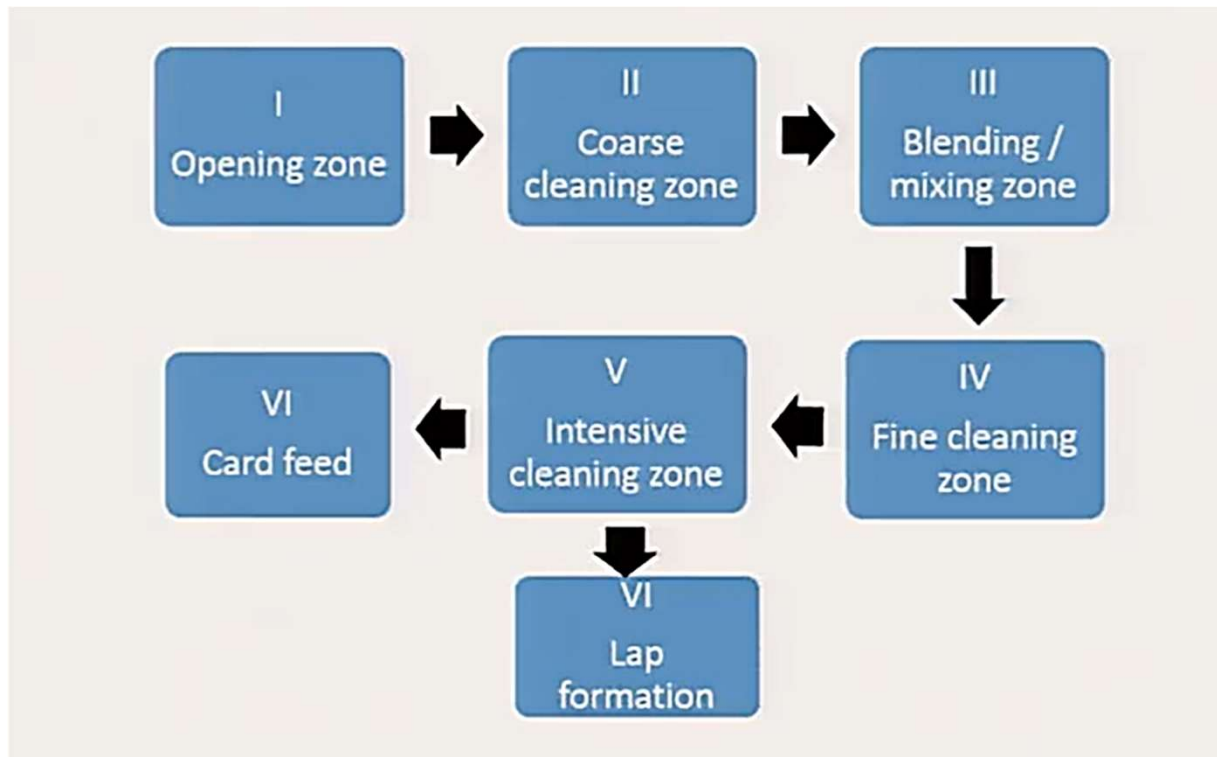 I
Opening zone
II
Coarse
cleaning zone
III
Blending /
mixing zone
IV
Fine cleaning
zone
V
Intensive
cleaning zone
VI
Card feed
VI
Lap
formation